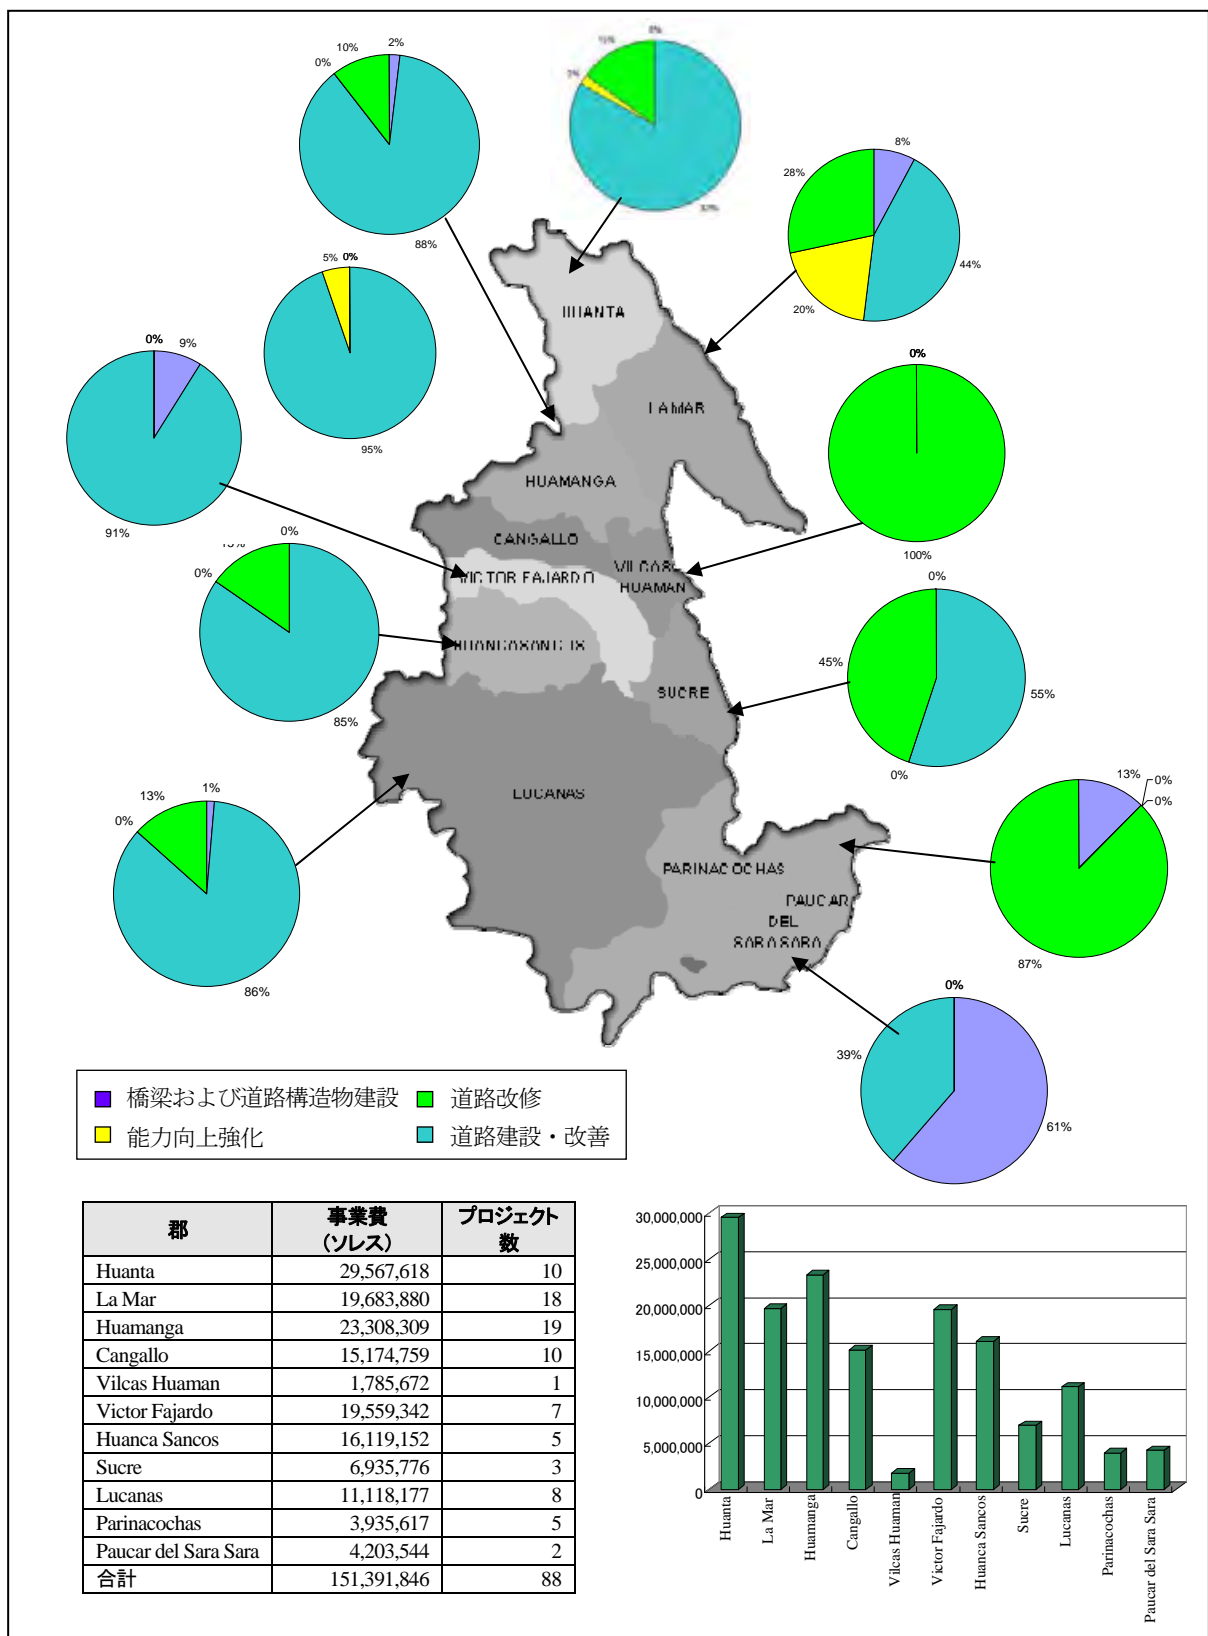 10%
2%
0%
88%
8%
28%
44%
20%
5%
0%
95%
0%
9%
91%
0%
100%
0%
0%
85%
0%
45%
55%
0%
13%
1%
0%
86%
13%
0%
0%
87%
0%
39%
61%
HUANTA
LA MAR
HUAMANGA
CANGALLO
VILCAS
HUAMAN
VICTOR FAJARDO
SUCRE
LUCANAS
PARINACOCHAS
PAUCAR
DEL
SARA SARA
橋梁および道路構造物建設 道路改修
能力向上強化 道路建設・改善
郡 事業費(ソレス) プロジェクト数
Huanta 29,567,618 10
La Mar 19,683,880 18
Huamanga 23,308,309 19
Cangallo 15,174,759 10
Vilcas Huaman 1,785,672 1
Victor Fajardo 19,559,342 7
Huanca Sancos 16,119,152 5
Sucre 6,935,776 3
Lucanas 11,118,177 8
Parinacochas 3,935,617 5
Paucar del Sara Sara 4,203,544 2
合計 151,391,846 88
30,000,000
25,000,000
20,000,000
15,000,000
10,000,000
5,000,000
0
Huanta
La Mar
Huamanga
Cangallo
Vilcas Huaman
Victor Fajardo
Huanca Sancos
Sucre
Lucanas
Parinacochas
Paucar del Sara Sara